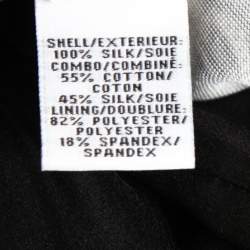 SHELL/EXTERIEUR:
100% SILK/SOIE
COMBO/COMBINÉ:
55% COTTON/
COTON
45% SILK/SOIE
LINING/DOUBLURE:
82% POLYESTER/
POLYESTER
18% SPANDEX/
SPANDEX